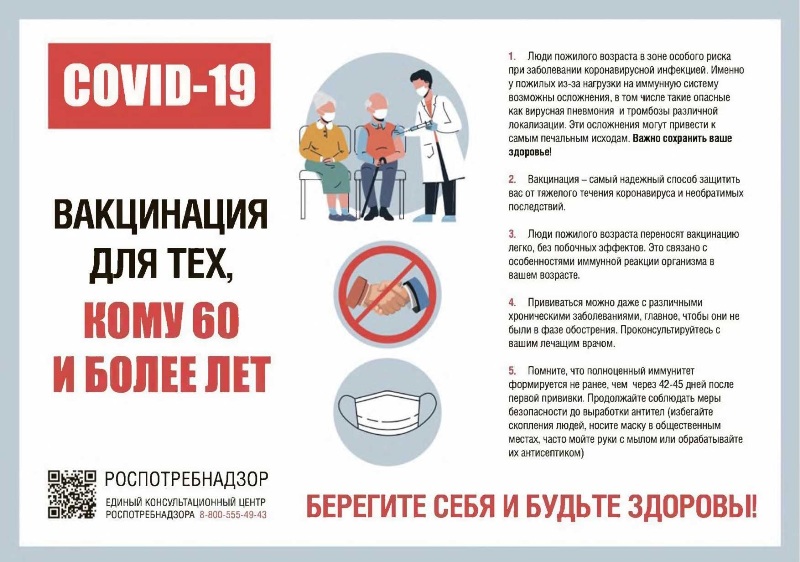 COVID-19
ВАКЦИНАЦИЯ
ДЛЯ ТЕХ,
КОМУ 60
И БОЛЕЕ ЛЕТ
РОСПОТРЕБНАДЗОР
ЕДИНЫЙ КОНСУЛЬТАЦИОННЫЙ ЦЕНТР
РОСПОТРЕБНАДЗОРА 8-800-555-49-43
1. Люди пожилого возраста в зоне особого риска
при заболевании коронавирусной инфекцией. Именно
у пожилых из-за нагрузки на иммунную систему
возможны осложнения, в том числе такие опасные
как вирусная пневмония и тромбозы различной
локализации. Эти осложнения могут привести к
самым печальным исходам. Важно сохранить ваше
здоровье!
2. Вакцинация – самый надежный способ защитить
вас от тяжелого течения коронавируса и необратимых
последствий.
3. Люди пожилого возраста переносят вакцинацию
легко, без побочных эффектов. Это связано с
особенностями иммунной реакции организма в
вашем возрасте.
4. Прививаться можно даже с различными
хроническими заболеваниями, главное, чтобы они не
были в фазе обострения. Проконсультируйтесь с
вашим лечащим врачом.
5. Помните, что полноценный иммунитет
формируется не ранее, чем через 42-45 дней после
первой прививки. Продолжайте соблюдать меры
безопасности до выработки антител (избегайте
скопления людей, носите маску в общественным
местах, часто мойте руки с мылом или обрабатывайте
их антисептиком)
БЕРЕГИТЕ СЕБЯ И БУДЬТЕ ЗДОРОВЫ!